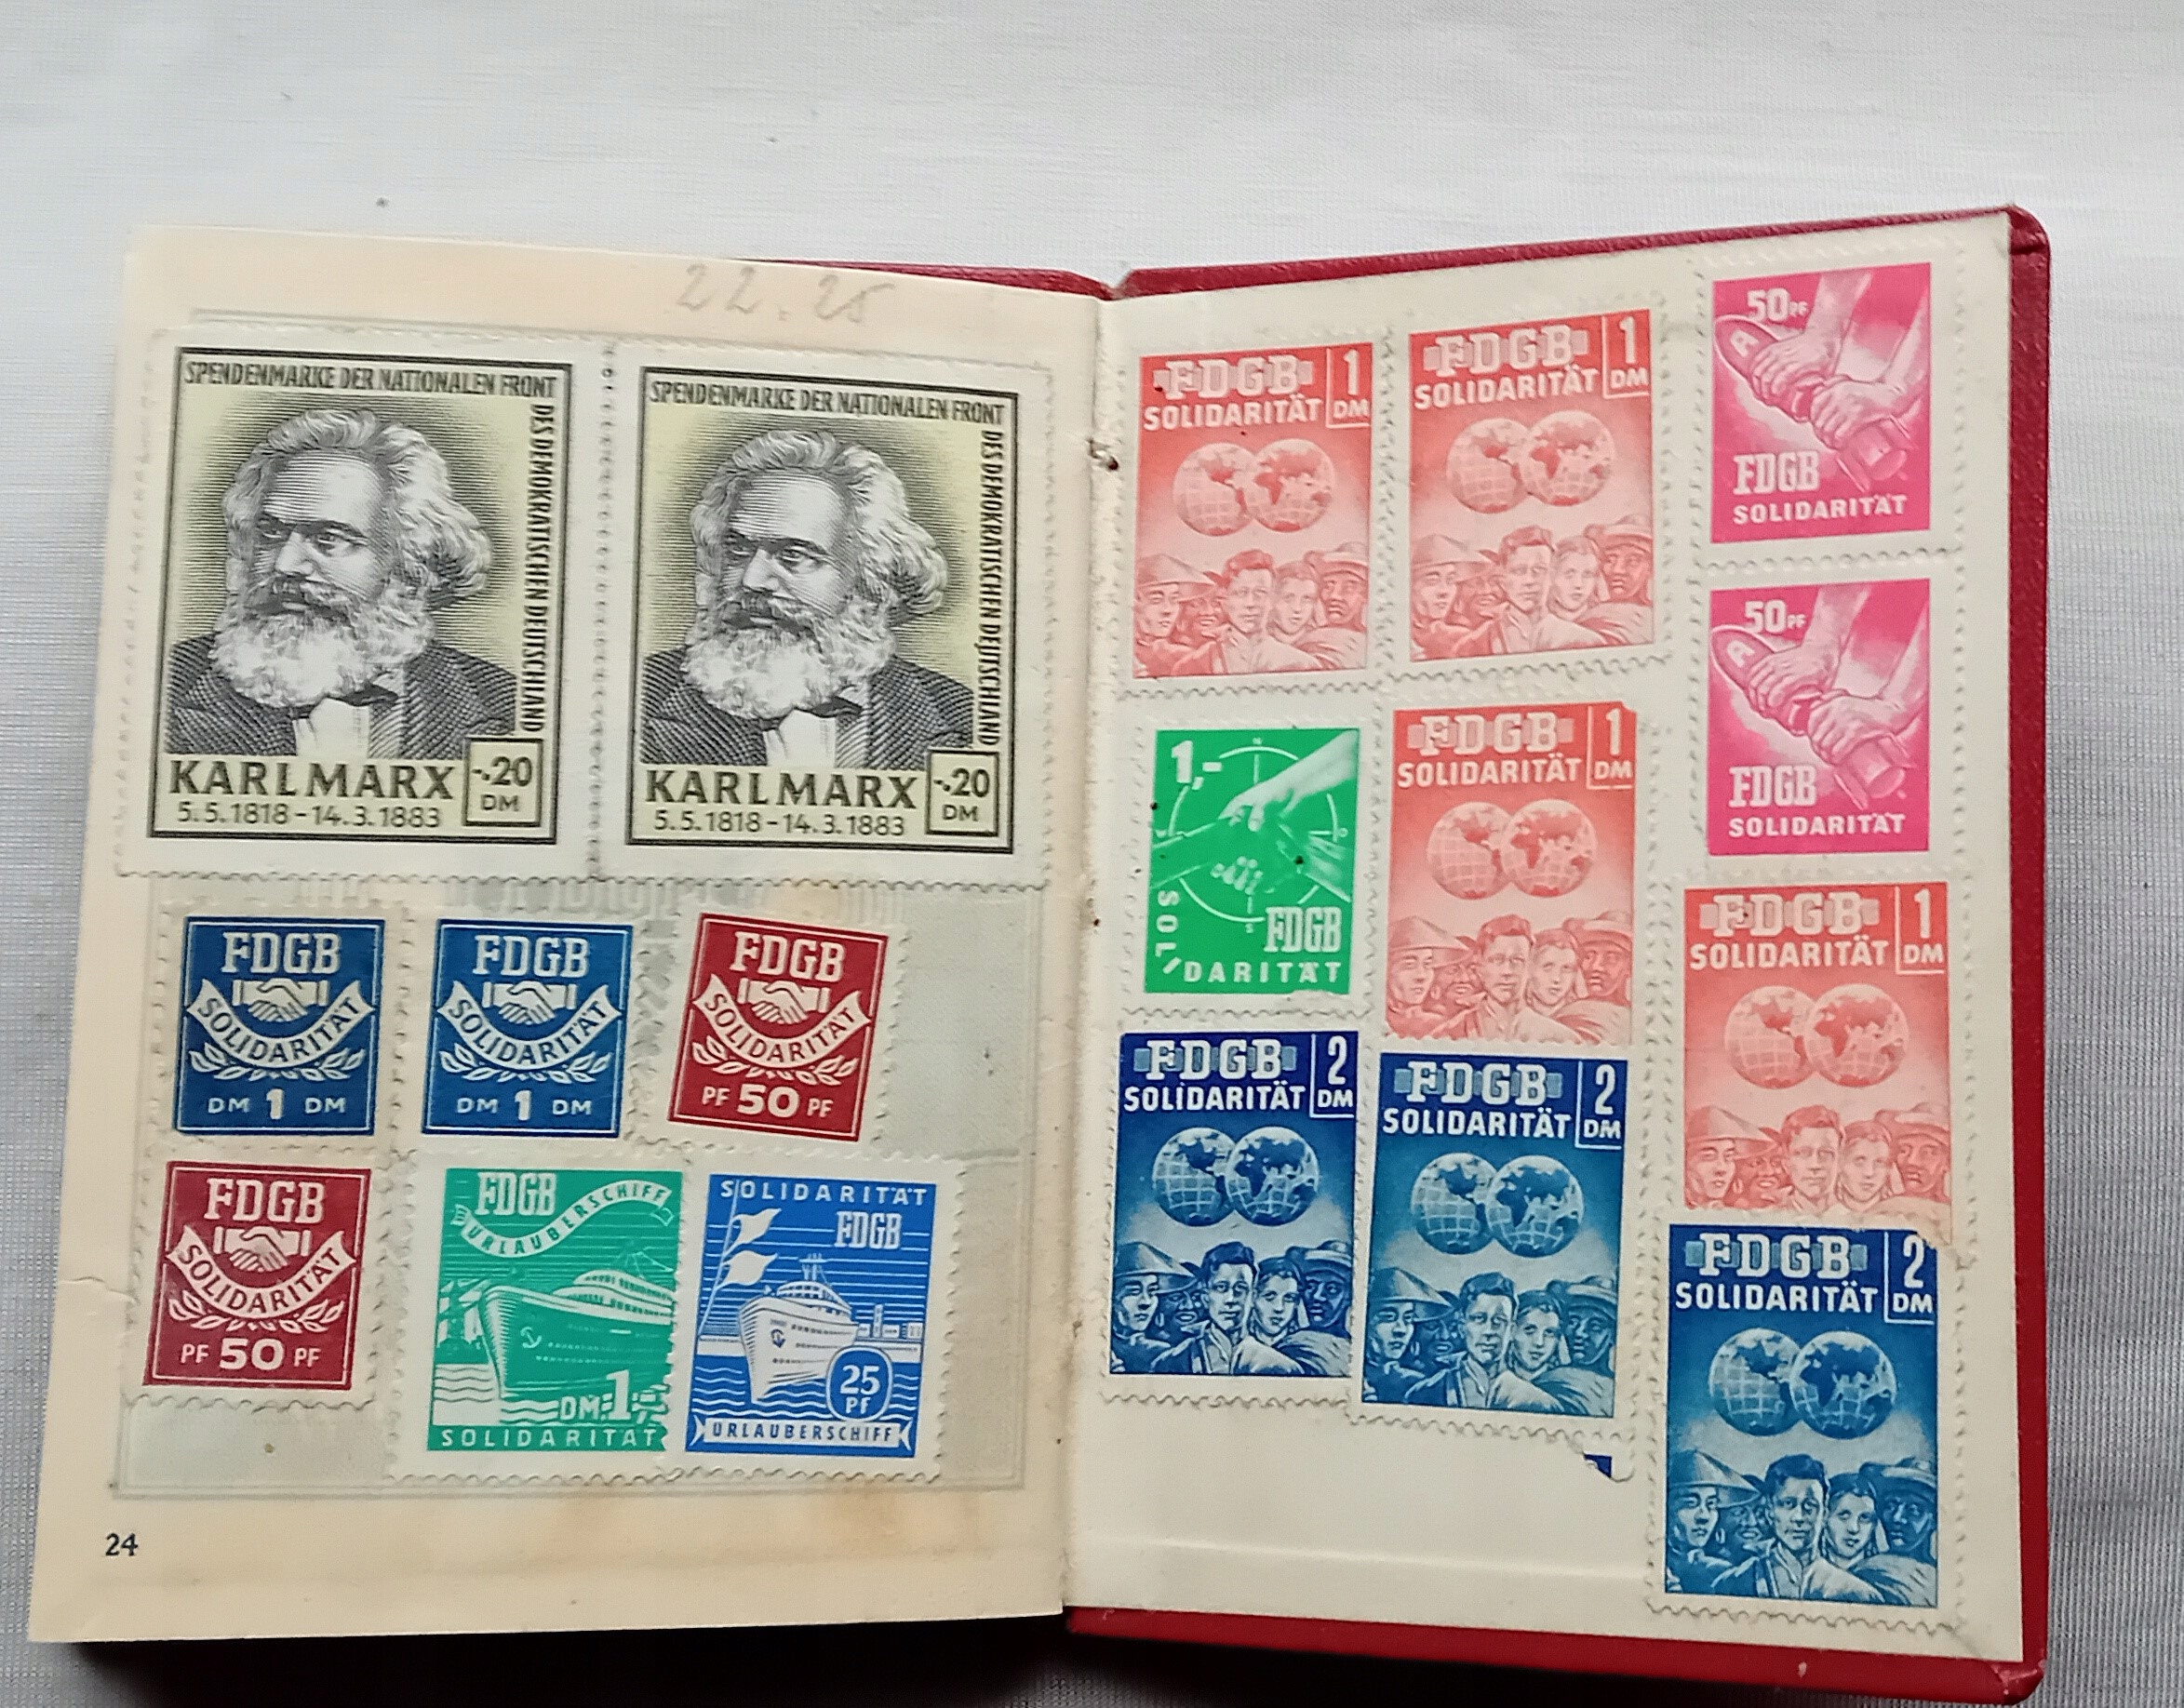 22.25
SPENDENMARKE DER NATIONALEN FRONT
DES DEMOKRATISCHEN DEUTSCHLAND
KARL MARX
5.5.1818-14.3.1883
-.20
DM
SPENDENMARKE DER NATIONALEN FRONT
DES DEMOKRATISCHEN DEUTSCHLAND
KARL MARX
5.5.1818-14.3.1883
-.20
DM
FDGB
SOLIDARITÄT
DM 1 DM
FDGB
SOLIDARITÄT
DM 1 DM
FDGB
SOLIDARITÄT
PF 50 PF
FDGB
SOLIDARITÄT
PF 50 PF
FDGB
URLAUBERSCHIFF
DM:1,-
SOLIDARITÄT
SOLIDARITÄT
FDGB
25
PF
URLAUBERSCHIFF
24
FDGB 1
SOLIDARITÄT DM
FDGB 1
SOLIDARITÄT DM
50 PF
A
FDGB
SOLIDARITÄT
50 PF
A
FDGB
SOLIDARITÄT
1,-
FDGB
SOLIDARITÄT
FDGB 1
SOLIDARITÄT DM
FDGB 1
SOLIDARITÄT DM
FDGB 2
SOLIDARITÄT DM
FDGB 2
SOLIDARITÄT DM
FDGB 2
SOLIDARITÄT DM